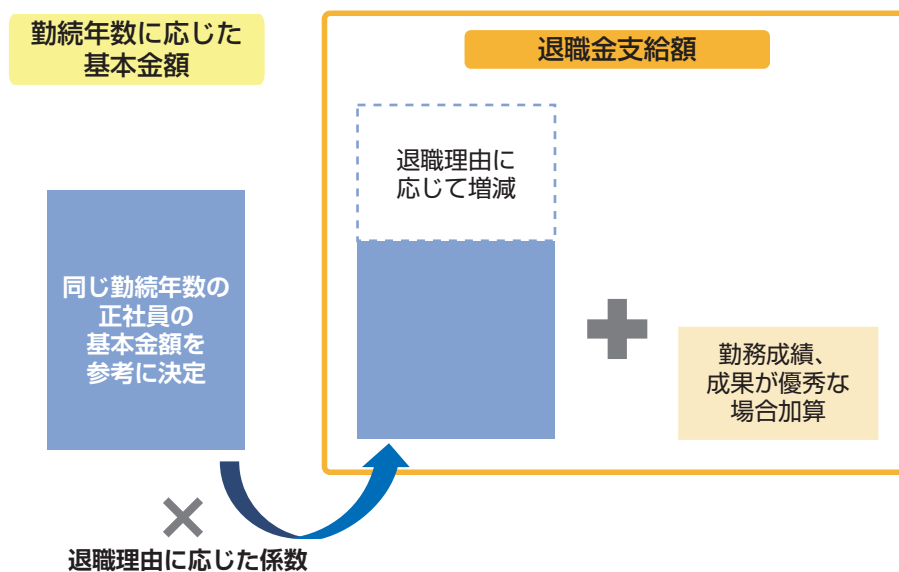 勤続年数に応じた
基本金額
退職金支給額
退職理由に
応じて増減
同じ勤続年数の
正社員の
基本金額を
参考に決定
勤務成績、
成果が優秀な
場合加算
退職理由に応じた係数